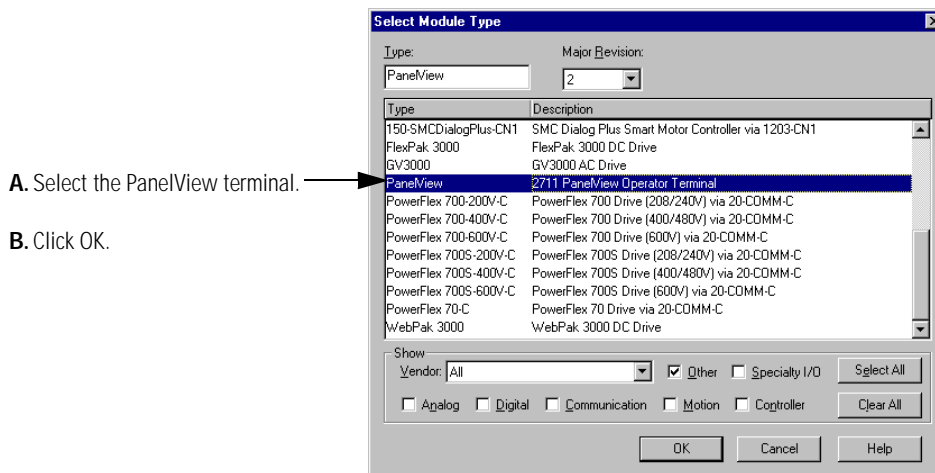 Select Module Type
Type:
Major Revision:
PanelView
2
Type Description
150-SMCDialogPlus-CN1 SMC Dialog Plus Smart Motor Controller via 1203-CN1
FlexPak 3000 FlexPak 3000 DC Drive
GV3000 GV3000 AC Drive
A. Select the PanelView terminal.
PanelView 2711 PanelView Operator Terminal
PowerFlex 700-200V-C PowerFlex 700 Drive (208/240V) via 20-COMM-C
PowerFlex 700-400V-C PowerFlex 700 Drive (400/480V) via 20-COMM-C
B. Click OK.
PowerFlex 700-600V-C PowerFlex 700 Drive (600V) via 20-COMM-C
PowerFlex 700S-200V-C PowerFlex 700S Drive (208/240V) via 20-COMM-C
PowerFlex 700S-400V-C PowerFlex 700S Drive (400/480V) via 20-COMM-C
PowerFlex 700S-600V-C PowerFlex 700S Drive (600V) via 20-COMM-C
PowerFlex 70-C PowerFlex 70 Drive via 20-COMM-C
WebPak 3000 WebPak 3000 DC Drive
Show
Vendor: All Other Specialty I/O Select All
Analog Digital Communication Motion Controller Clear All
OK Cancel Help